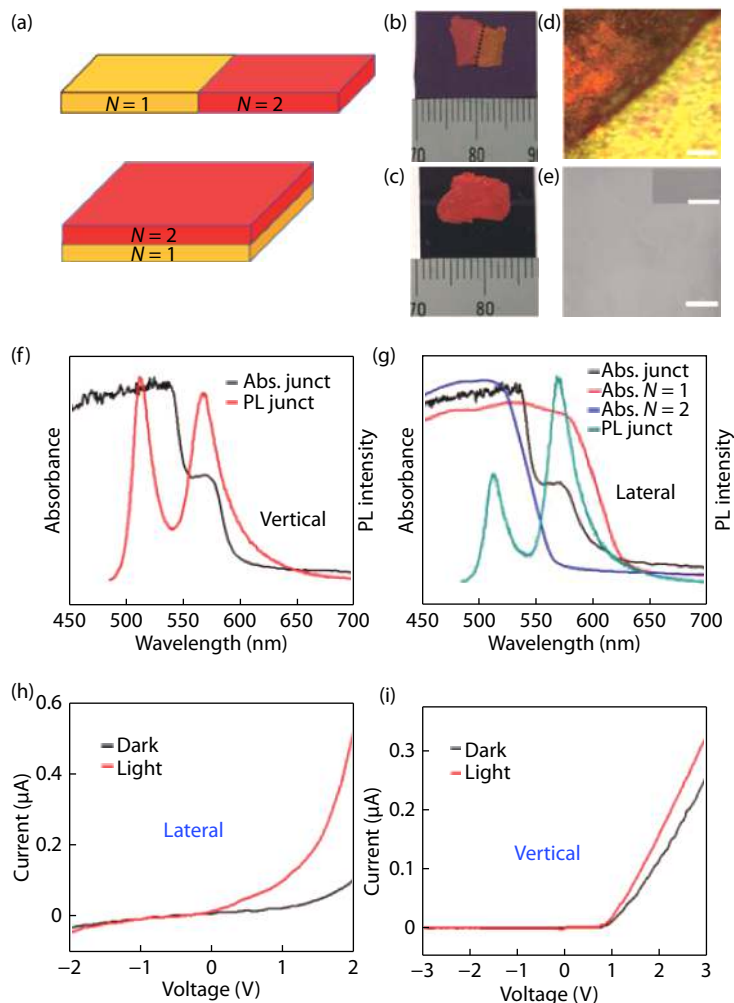 (a)
N = 1
N = 2
N = 2
N = 1
(b)
70 80 90
(c)
70 80
(d)
(e)
(f)
Abs. junct
PL junct
Vertical
Absorbance
PL intensity
450 500 550 600 650 700
Wavelength (nm)
(g)
Abs. junct
Abs. N = 1
Abs. N = 2
PL junct
Lateral
Absorbance
PL intensity
450 500 550 600 650 700
Wavelength (nm)
(h)
0.6
0.4
0.2
0
Dark
Light
Lateral
Current (μA)
−2 −1 0 1 2
Voltage (V)
(i)
0.3
0.2
0.1
0
Dark
Light
Vertical
Current (μA)
−3 −2 −1 0 1 2 3
Voltage (V)